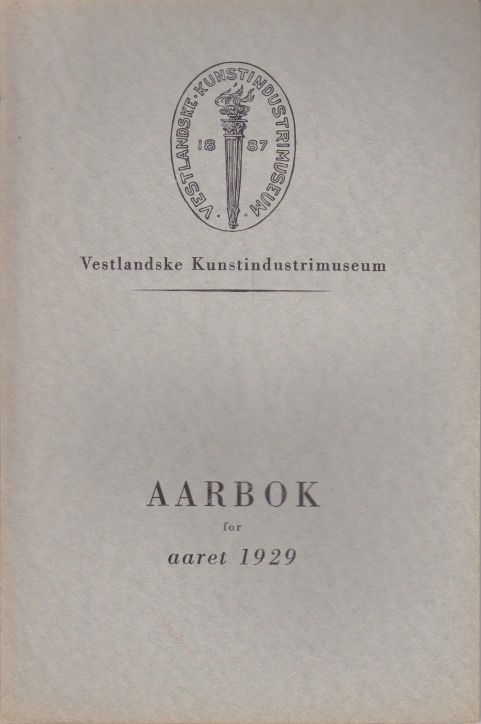 · VESTLANDSKE · KUNSTINDUSTRIMUSEUM ·
18 87
Vestlandske Kunstindustrimuseum
AARBOK
for
aaret 1929